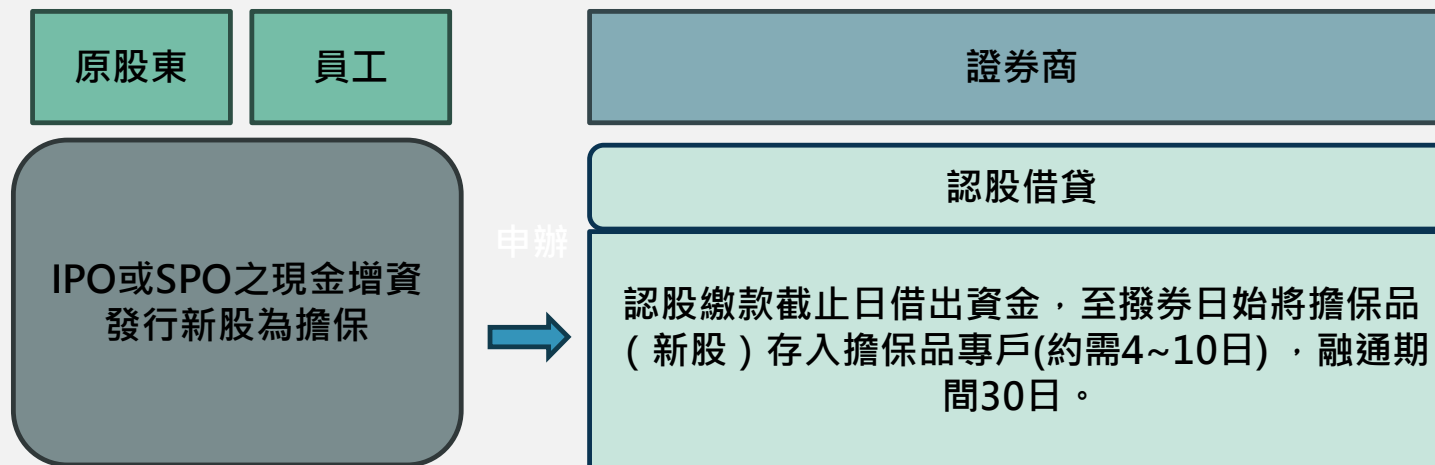 原股東
員工
證券商
IPO或SPO之現金增資
發行新股為擔保
申辦
認股借貸
認股繳款截止日借出資金，至撥券日始將擔保品
（新股）存入擔保品專戶(約需4~10日) ，融通期
間30日。